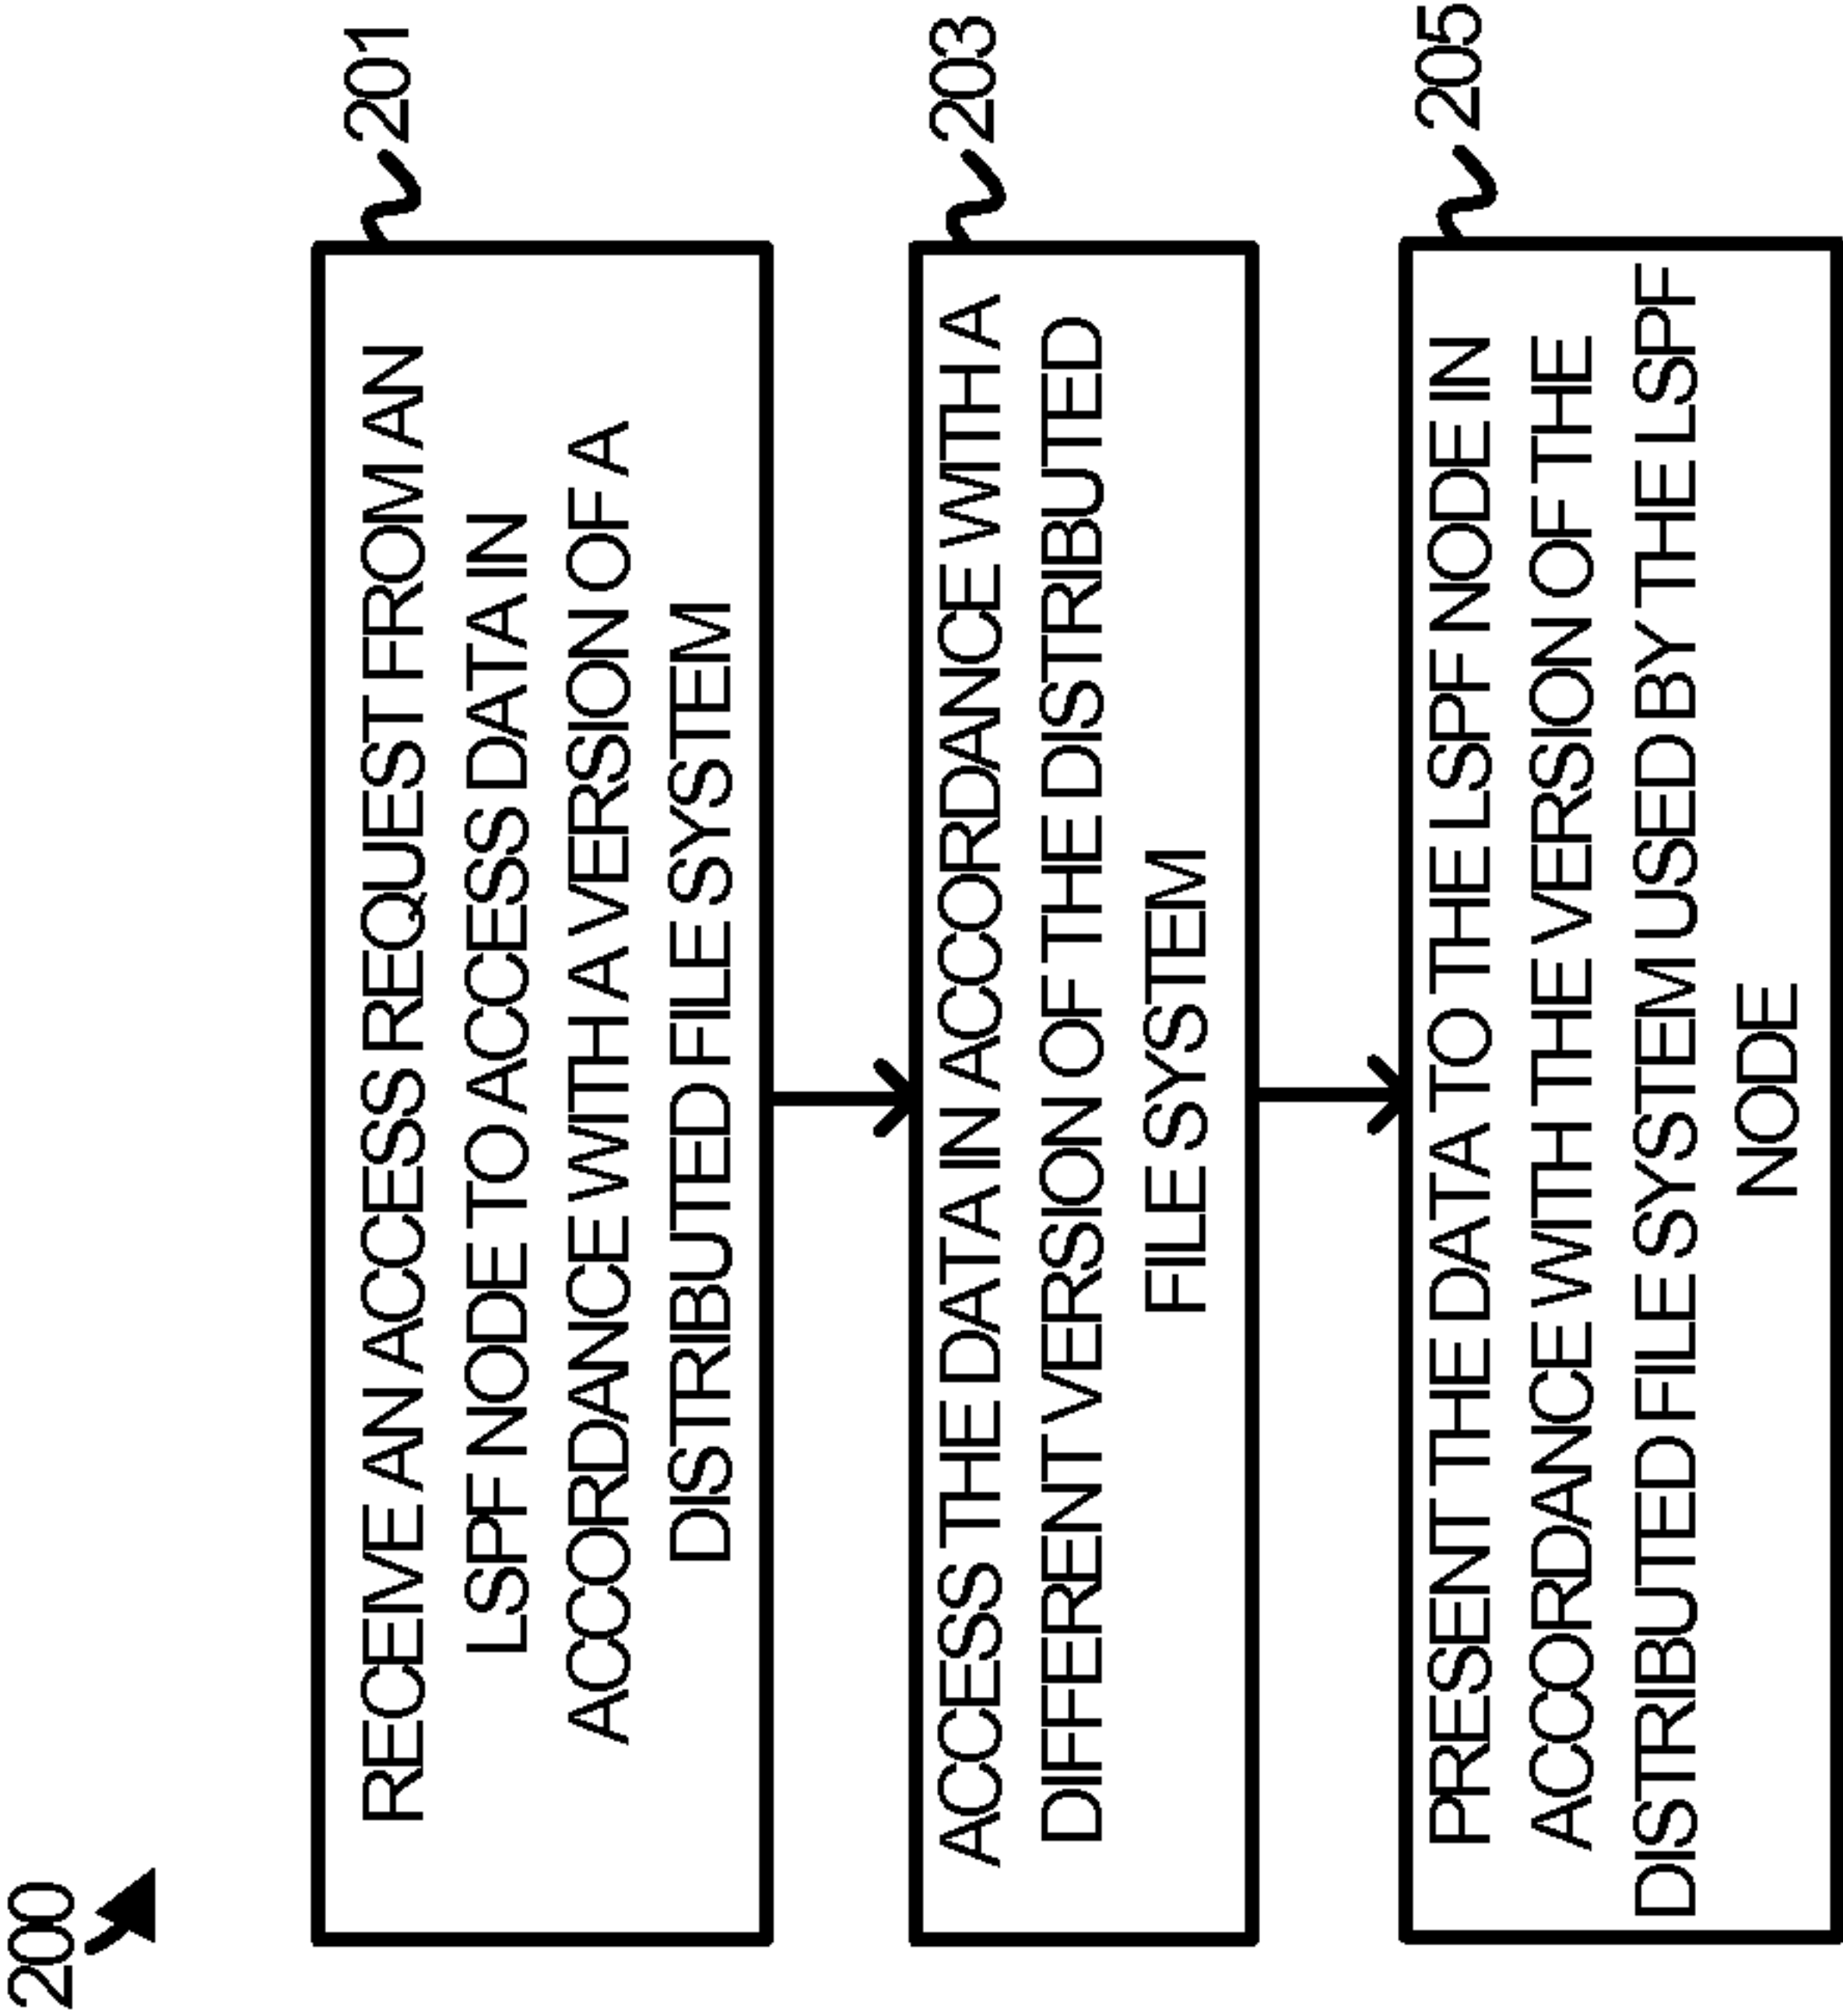 200
201
RECEIVE AN ACCESS REQUEST FROM AN
LSPF NODE TO ACCESS DATA IN
ACCORDANCE WITH A VERSION OF A
DISTRIBUTED FILE SYSTEM
203
ACCESS THE DATA IN ACCORDANCE WITH A
DIFFERENT VERSION OF THE DISTRIBUTED
FILE SYSTEM
205
PRESENT THE DATA TO THE LSPF NODE IN
ACCORDANCE WITH THE VERSION OF THE
DISTRIBUTED FILE SYSTEM USED BY THE LSPF
NODE